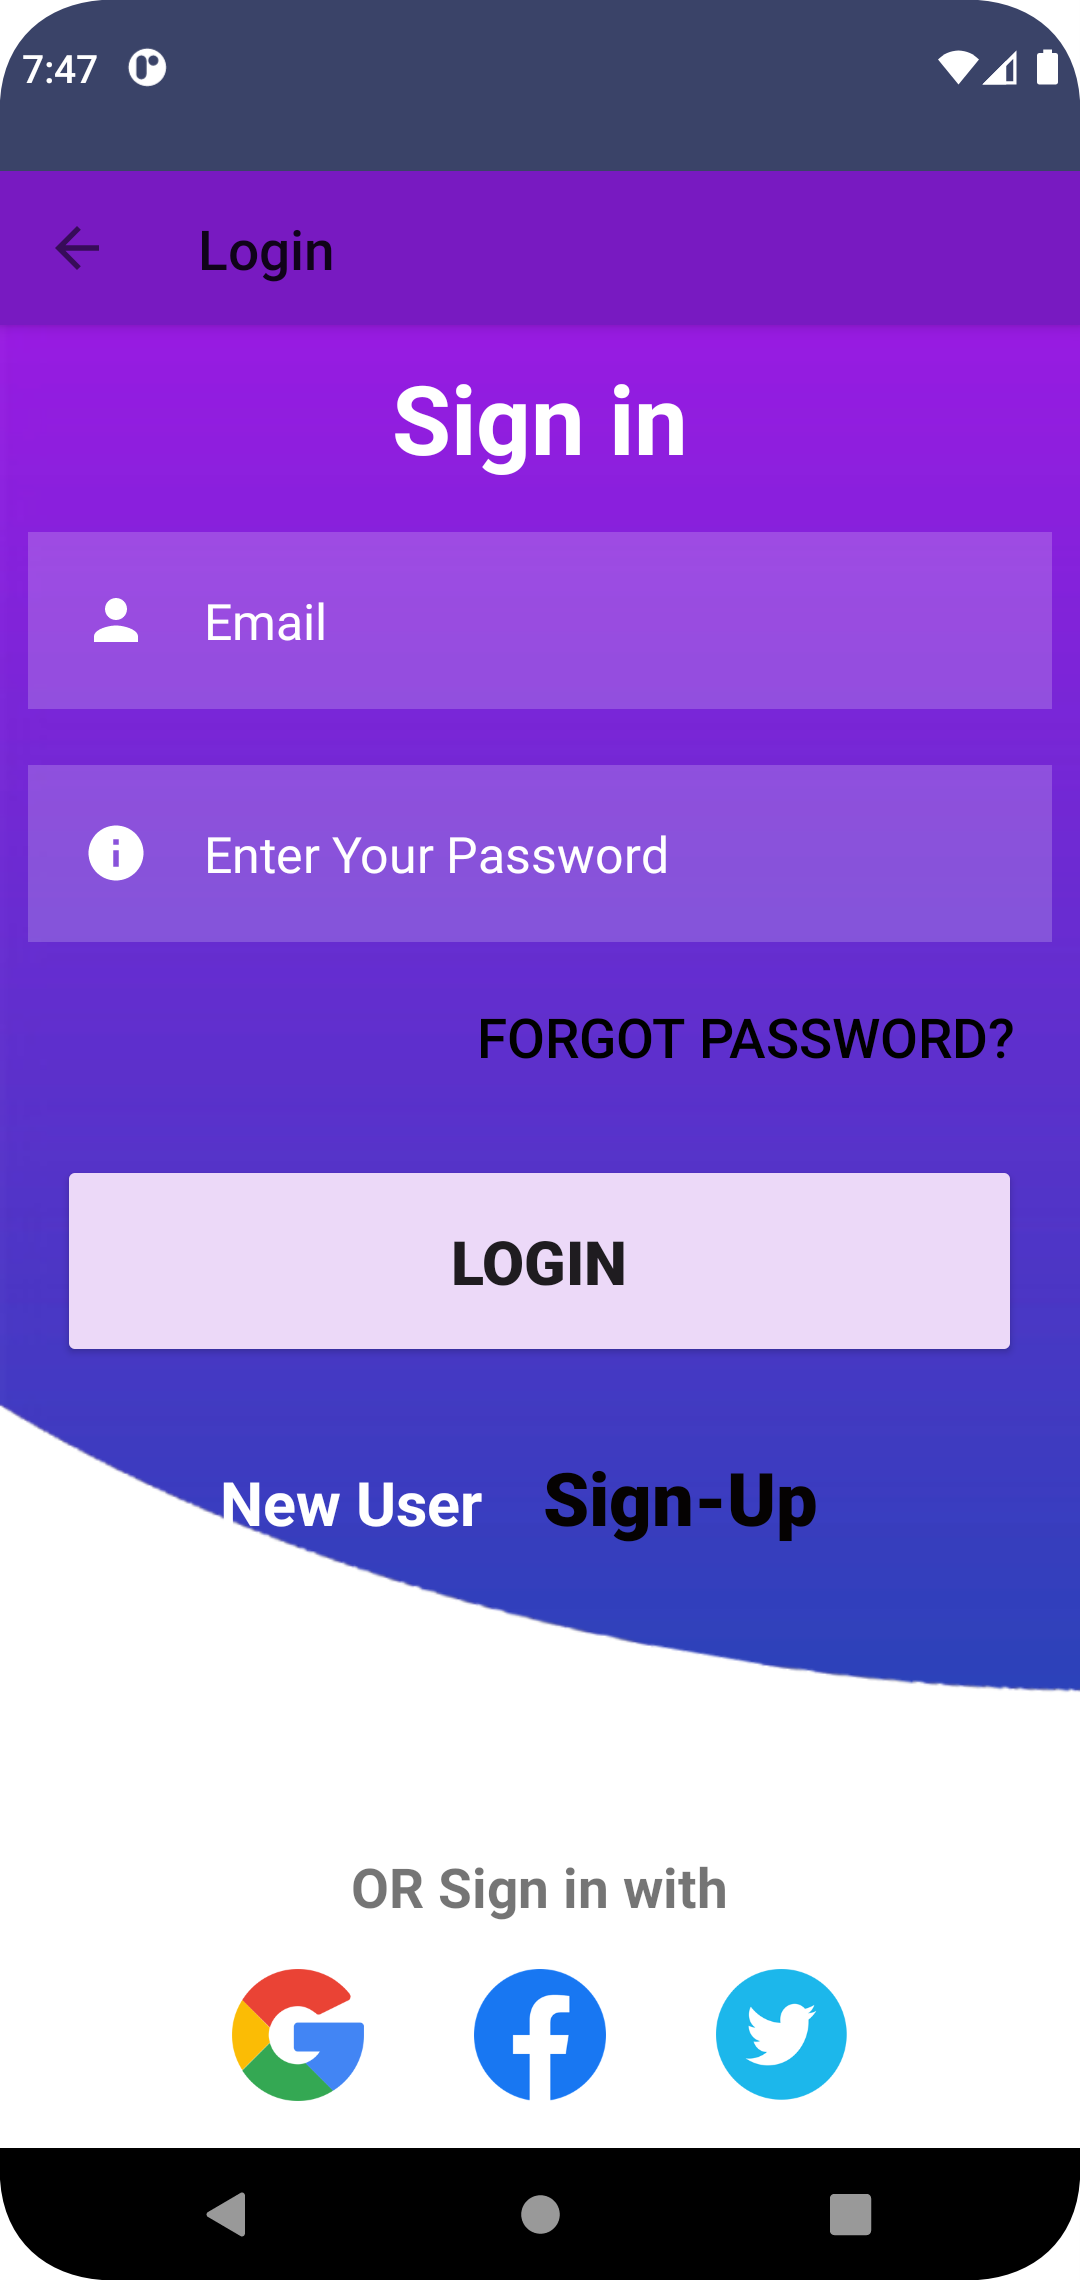 7:47
Login
Sign in
Email
Enter Your Password
FORGOT PASSWORD?
LOGIN
New User Sign-Up
OR Sign in with